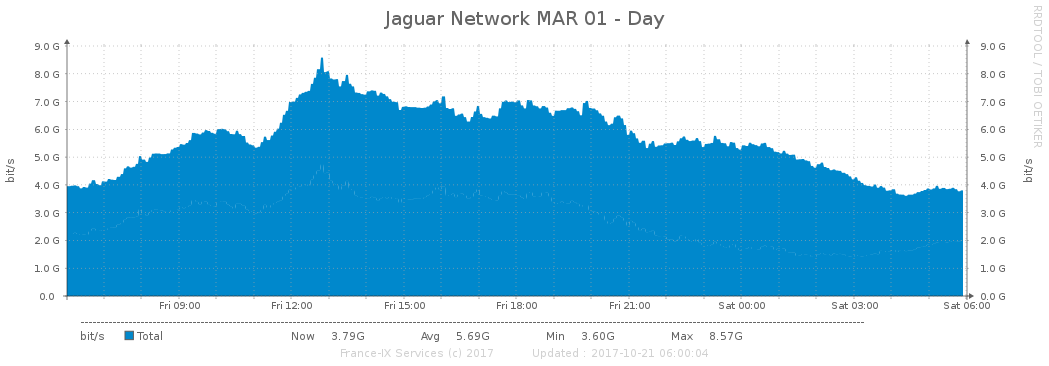 Jaguar Network MAR 01 - Day
RRDTOOL / TOBI OETIKER
bit/s
9.0 G
8.0 G
7.0 G
6.0 G
5.0 G
4.0 G
3.0 G
2.0 G
1.0 G
0.0
9.0 G
8.0 G
7.0 G
6.0 G
5.0 G
4.0 G
3.0 G
2.0 G
1.0 G
0.0 G
bit/s
Fri 09:00 Fri 12:00 Fri 15:00 Fri 18:00 Fri 21:00 Sat 00:00 Sat 03:00 Sat 06:00
bit/s Total Now 3.79G Avg 5.69G Min 3.60G Max 8.57G
France-IX Services (c) 2017 Updated : 2017-10-21 06:00:04